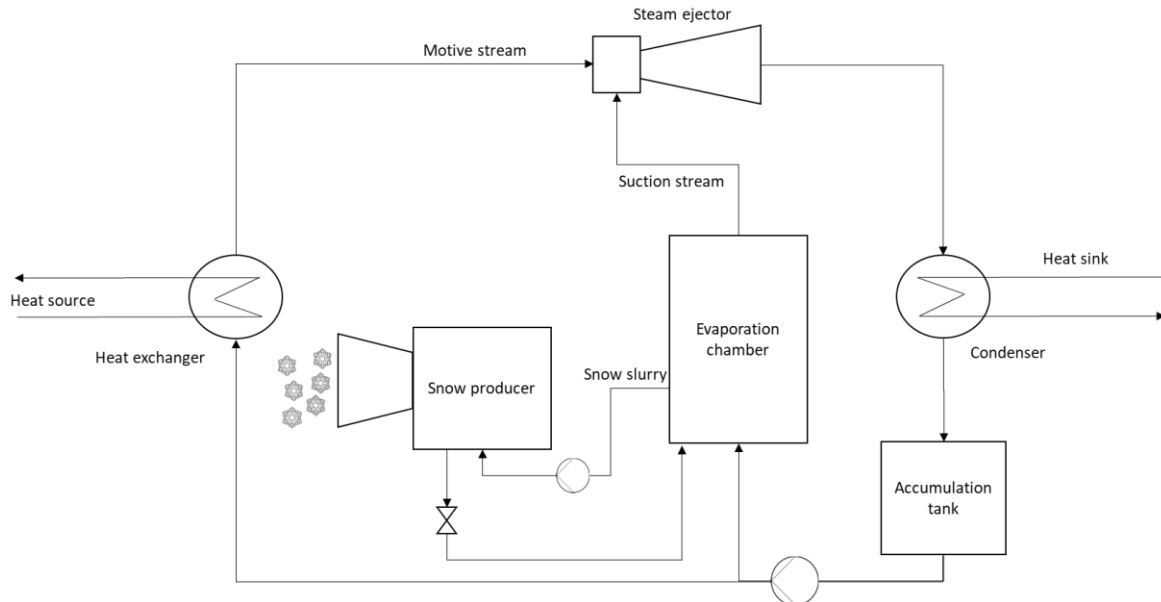 Steam ejector
Motive stream
Suction stream
Heat sink
Heat source
Evaporation
chamber
Heat exchanger
Condenser
Snow slurry
Snow producer
Accumulation
tank